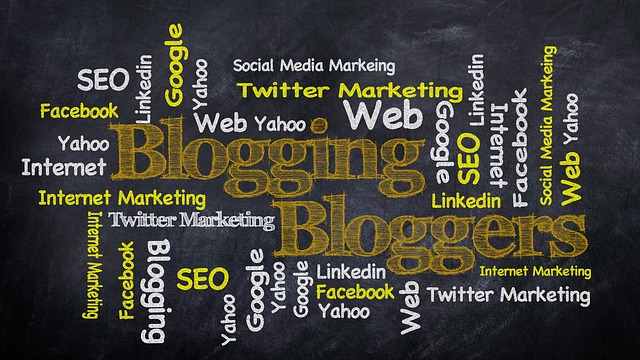 Google
Social Media Markeing
SEO
Linkedin
Yahoo
Twitter Marketing
Facebook
Web Yahoo
Web
Yahoo
Internet
Blogging
Google
SEO
Linkedin
Internet
Facebook
Social Media Markeing
Web
Yahoo
Internet Marketing
Linkedin
Internet Marketing
Twitter Marketing
Bloggers
Facebook
Blogging
SEO
Yahoo
Google
Yahoo
Google
Linkedin
Facebook
Yahoo
Web
Internet Marketing
Twitter Marketing